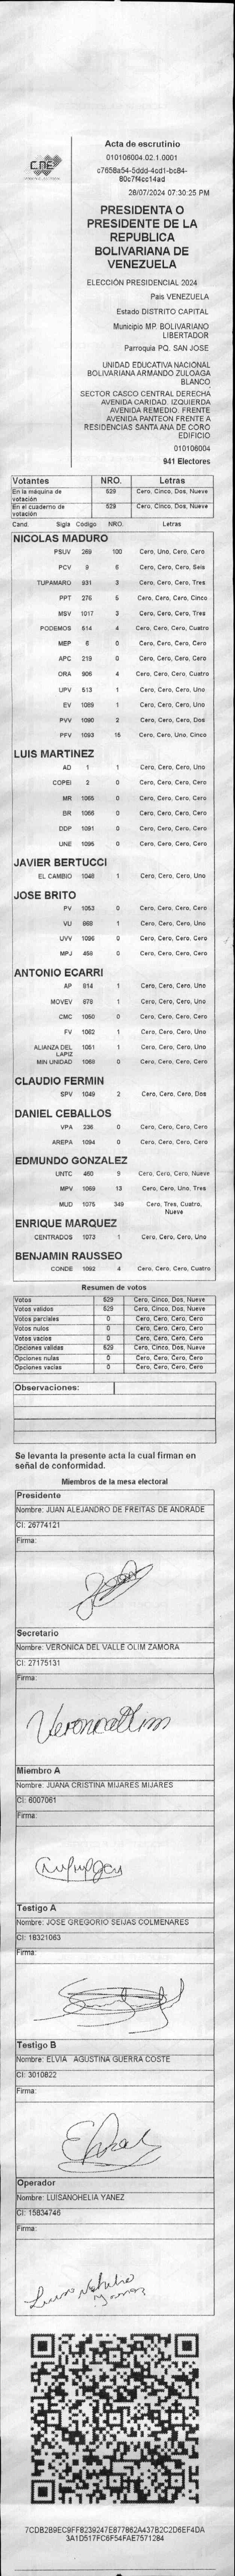 CNE
Acta de escrutinio
010106004.02.1.0001
c7658a54-5ddd-4cd1-bc84-
80c7f4cc14ad
28/07/2024 07:30:25 PM
PRESIDENTA O
PRESIDENTE DE LA
REPUBLICA
BOLIVARIANA DE
VENEZUELA
ELECCIÓN PRESIDENCIAL 2024
Pais VENEZUELA
Estado DISTRITO CAPITAL
Municipio MP. BOLIVARIANO
LIBERTADOR
Parroquia PQ. SAN JOSE
UNIDAD EDUCATIVA NACIONAL
BOLIVARIANA ARMANDO ZULOAGA
BLANCO
SECTOR CASCO CENTRAL DERECHA
AVENIDA CARIDAD. IZQUIERDA
AVENIDA REMEDIO. FRENTE
AVENIDA PANTEON FRENTE A
RESIDENCIAS SANTA ANA DE CORO
EDIFICIO
010106004
941 Electores
Votantes NRO. Letras
En la máquina de votación 529 Cero, Cinco, Dos, Nueve
En el cuaderno de votación 529 Cero, Cinco, Dos, Nueve
Cand. Sigla Codigo NRO. Letras
NICOLAS MADURO
PSUV 269 100 Cero, Uno, Cero, Cero
PCV 9 6 Cero, Cero, Cero, Seis
TUPAMARO 931 3 Cero, Cero, Cero, Tres
PPT 276 5 Cero, Cero, Cero, Cinco
MSV 1017 3 Cero, Cero, Cero, Tres
PODEMOS 514 4 Cero, Cero, Cero, Cuatro
MEP 6 0 Cero, Cero, Cero, Cero
APC 219 0 Cero, Cero, Cero, Cero
ORA 906 4 Cero, Cero, Cero, Cuatro
UPV 513 1 Cero, Cero, Cero, Uno
EV 1089 1 Cero, Cero, Cero, Uno
PVV 1090 2 Cero, Cero, Cero, Dos
PFV 1093 15 Cero, Cero, Uno, Cinco
LUIS MARTINEZ
AD 1 1 Cero, Cero, Cero, Uno
COPEI 2 0 Cero, Cero, Cero, Cero
MR 1065 0 Cero, Cero, Cero, Cero
BR 1066 0 Cero, Cero, Cero, Cero
DDP 1091 0 Cero, Cero, Cero, Cero
UNE 1095 0 Cero, Cero, Cero, Cero
JAVIER BERTUCCI
EL CAMBIO 1048 1 Cero, Cero, Cero, Uno
JOSE BRITO
PV 1053 0 Cero, Cero, Cero, Cero
VU 868 1 Cero, Cero, Cero, Uno
UVV 1096 0 Cero, Cero, Cero, Cero
MPJ 458 0 Cero, Cero, Cero, Cero
ANTONIO ECARRI
AP 914 1 Cero, Cero, Cero, Uno
MOVEV 878 1 Cero, Cero, Cero, Uno
CMC 1050 0 Cero, Cero, Cero, Cero
FV 1062 1 Cero, Cero, Cero, Uno
ALIANZA DEL LAPIZ 1051 1 Cero, Cero, Cero, Uno
MIN UNIDAD 1069 0 Cero, Cero, Cero, Cero
CLAUDIO FERMIN
SPV 1049 2 Cero, Cero, Cero, Dos
DANIEL CEBALLOS
VPA 236 0 Cero, Cero, Cero, Cero
AREPA 1094 0 Cero, Cero, Cero, Cero
EDMUNDO GONZALEZ
UNTC 460 9 Cero, Cero, Cero, Nueve
MPV 1059 13 Cero, Cero, Uno, Tres
MUD 1075 349 Cero, Tres, Cuatro,
Nueve
ENRIQUE MARQUEZ
CENTRADOS 1073 1 Cero, Cero, Cero, Uno
BENJAMIN RAUSSEO
CONDE 1092 4 Cero, Cero, Cero, Cuatro
Resumen de votos
Votos 529 Cero, Cinco, Dos, Nueve
Votos validos 529 Cero, Cinco, Dos, Nueve
Votos parciales 0 Cero, Cero, Cero, Cero
Votos nulos 0 Cero, Cero, Cero, Cero
Votos vacios 0 Cero, Cero, Cero, Cero
Opciones validas 529 Cero, Cinco, Dos, Nueve
Opciones nulas 0 Cero, Cero, Cero, Cero
Opciones vacias 0 Cero, Cero, Cero, Cero
Observaciones:
Se levanta la presente acta la cual firman en
señal de conformidad.
Miembros de la mesa electoral
Presidente
Nombre: JUAN ALEJANDRO DE FREITAS DE ANDRADE
CI: 26774121
Firma:
Secretario
Nombre: VERONICA DEL VALLE OLIM ZAMORA
CI: 27175131
Firma:
Miembro A
Nombre: JUANA CRISTINA MIJARES MIJARES
CI: 6007061
Firma:
Testigo A
Nombre: JOSE GREGORIO SEIJAS COLMENARES
CI: 18321063
Firma:
Testigo B
Nombre: ELVIA AGUSTINA GUERRA COSTE
CI: 3010822
Firma:
Operador
Nombre: LUISANOHELIA YANEZ
CI: 15834746
Firma:
7CDB2B9EC9FF8239247E877862A437B2C2D6EF4DA
3A1D517FC6F54FAE7571284